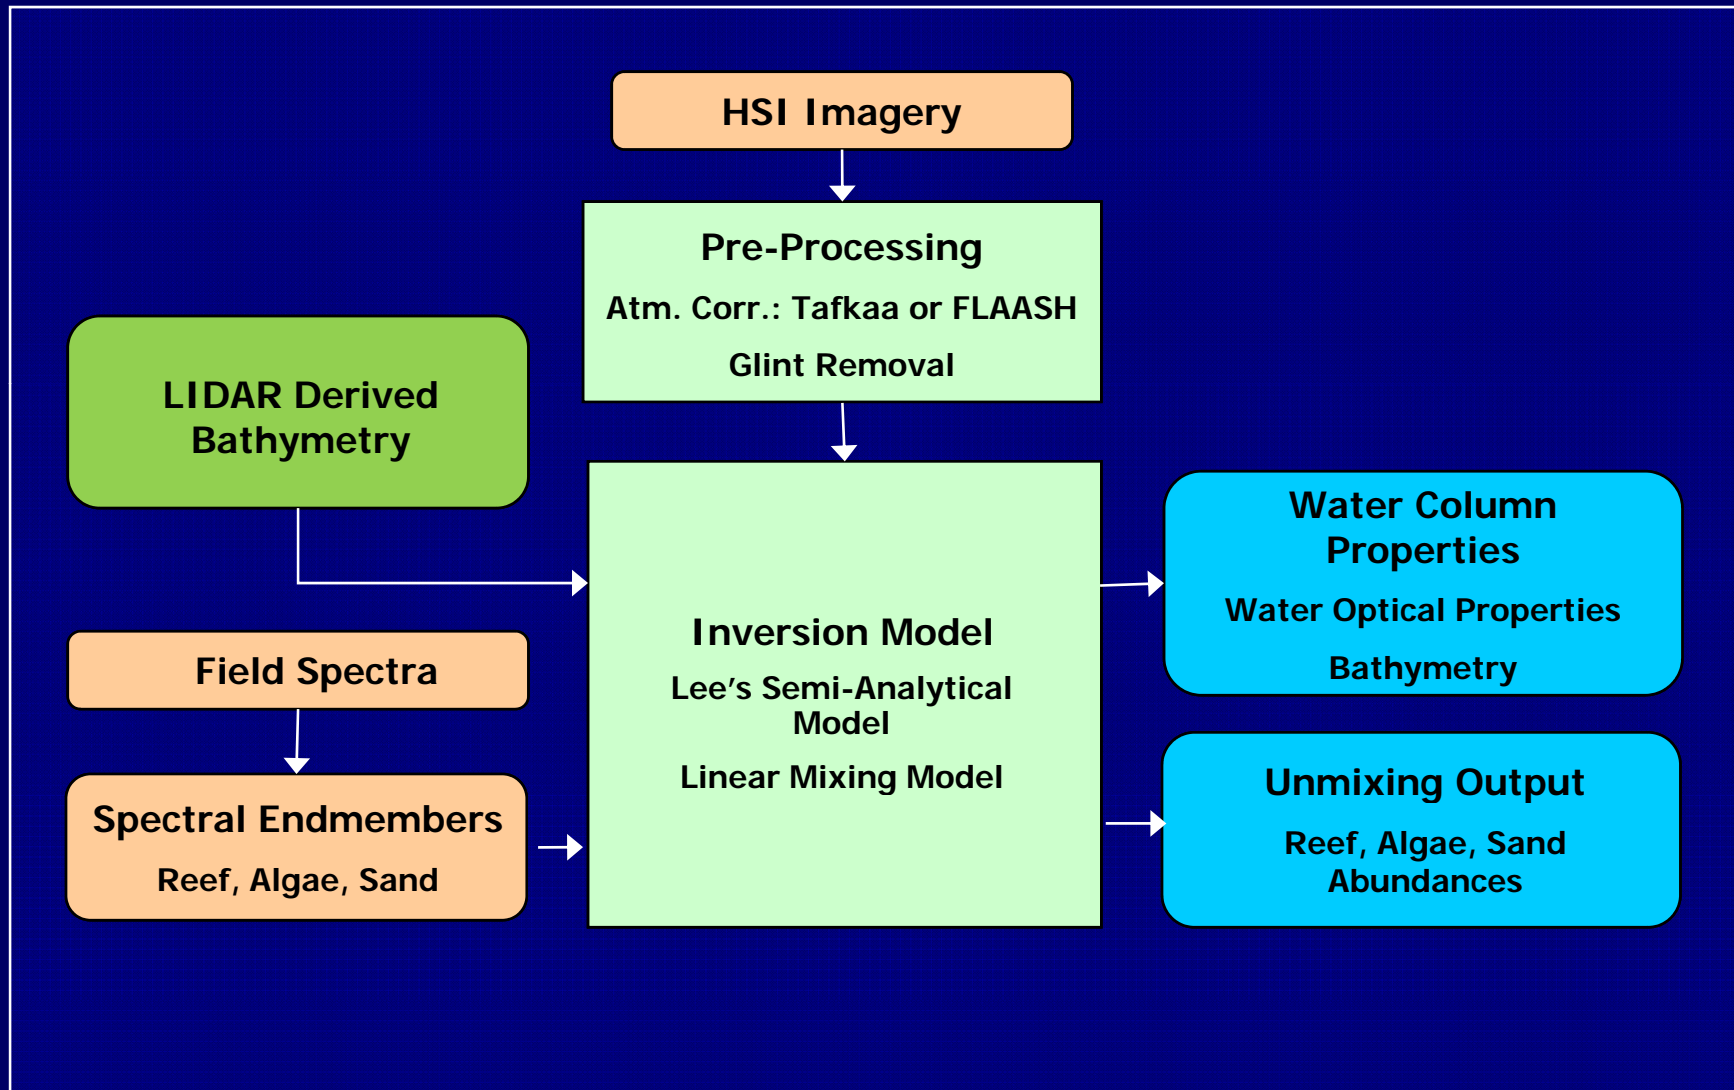 HSI Imagery
Pre-Processing
Atm. Corr.: Tafkaa or FLAASH
Glint Removal
LIDAR Derived
Bathymetry
Field Spectra
Spectral Endmembers
Reef, Algae, Sand
Inversion Model
Lee's Semi-Analytical
Model
Linear Mixing Model
Water Column
Properties
Water Optical Properties
Bathymetry
Unmixing Output
Reef, Algae, Sand
Abundances